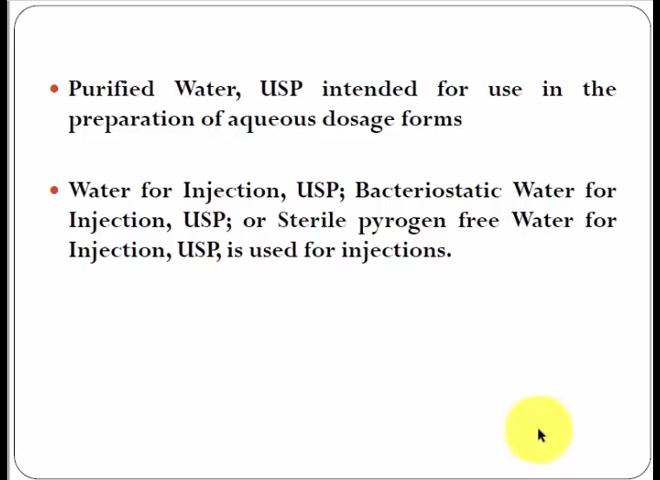 Purified Water, USP intended for use in the
preparation of aqueous dosage forms
Water for Injection, USP; Bacteriostatic Water for
Injection, USP; or Sterile pyrogen free Water for
Injection, USP, is used for injections.